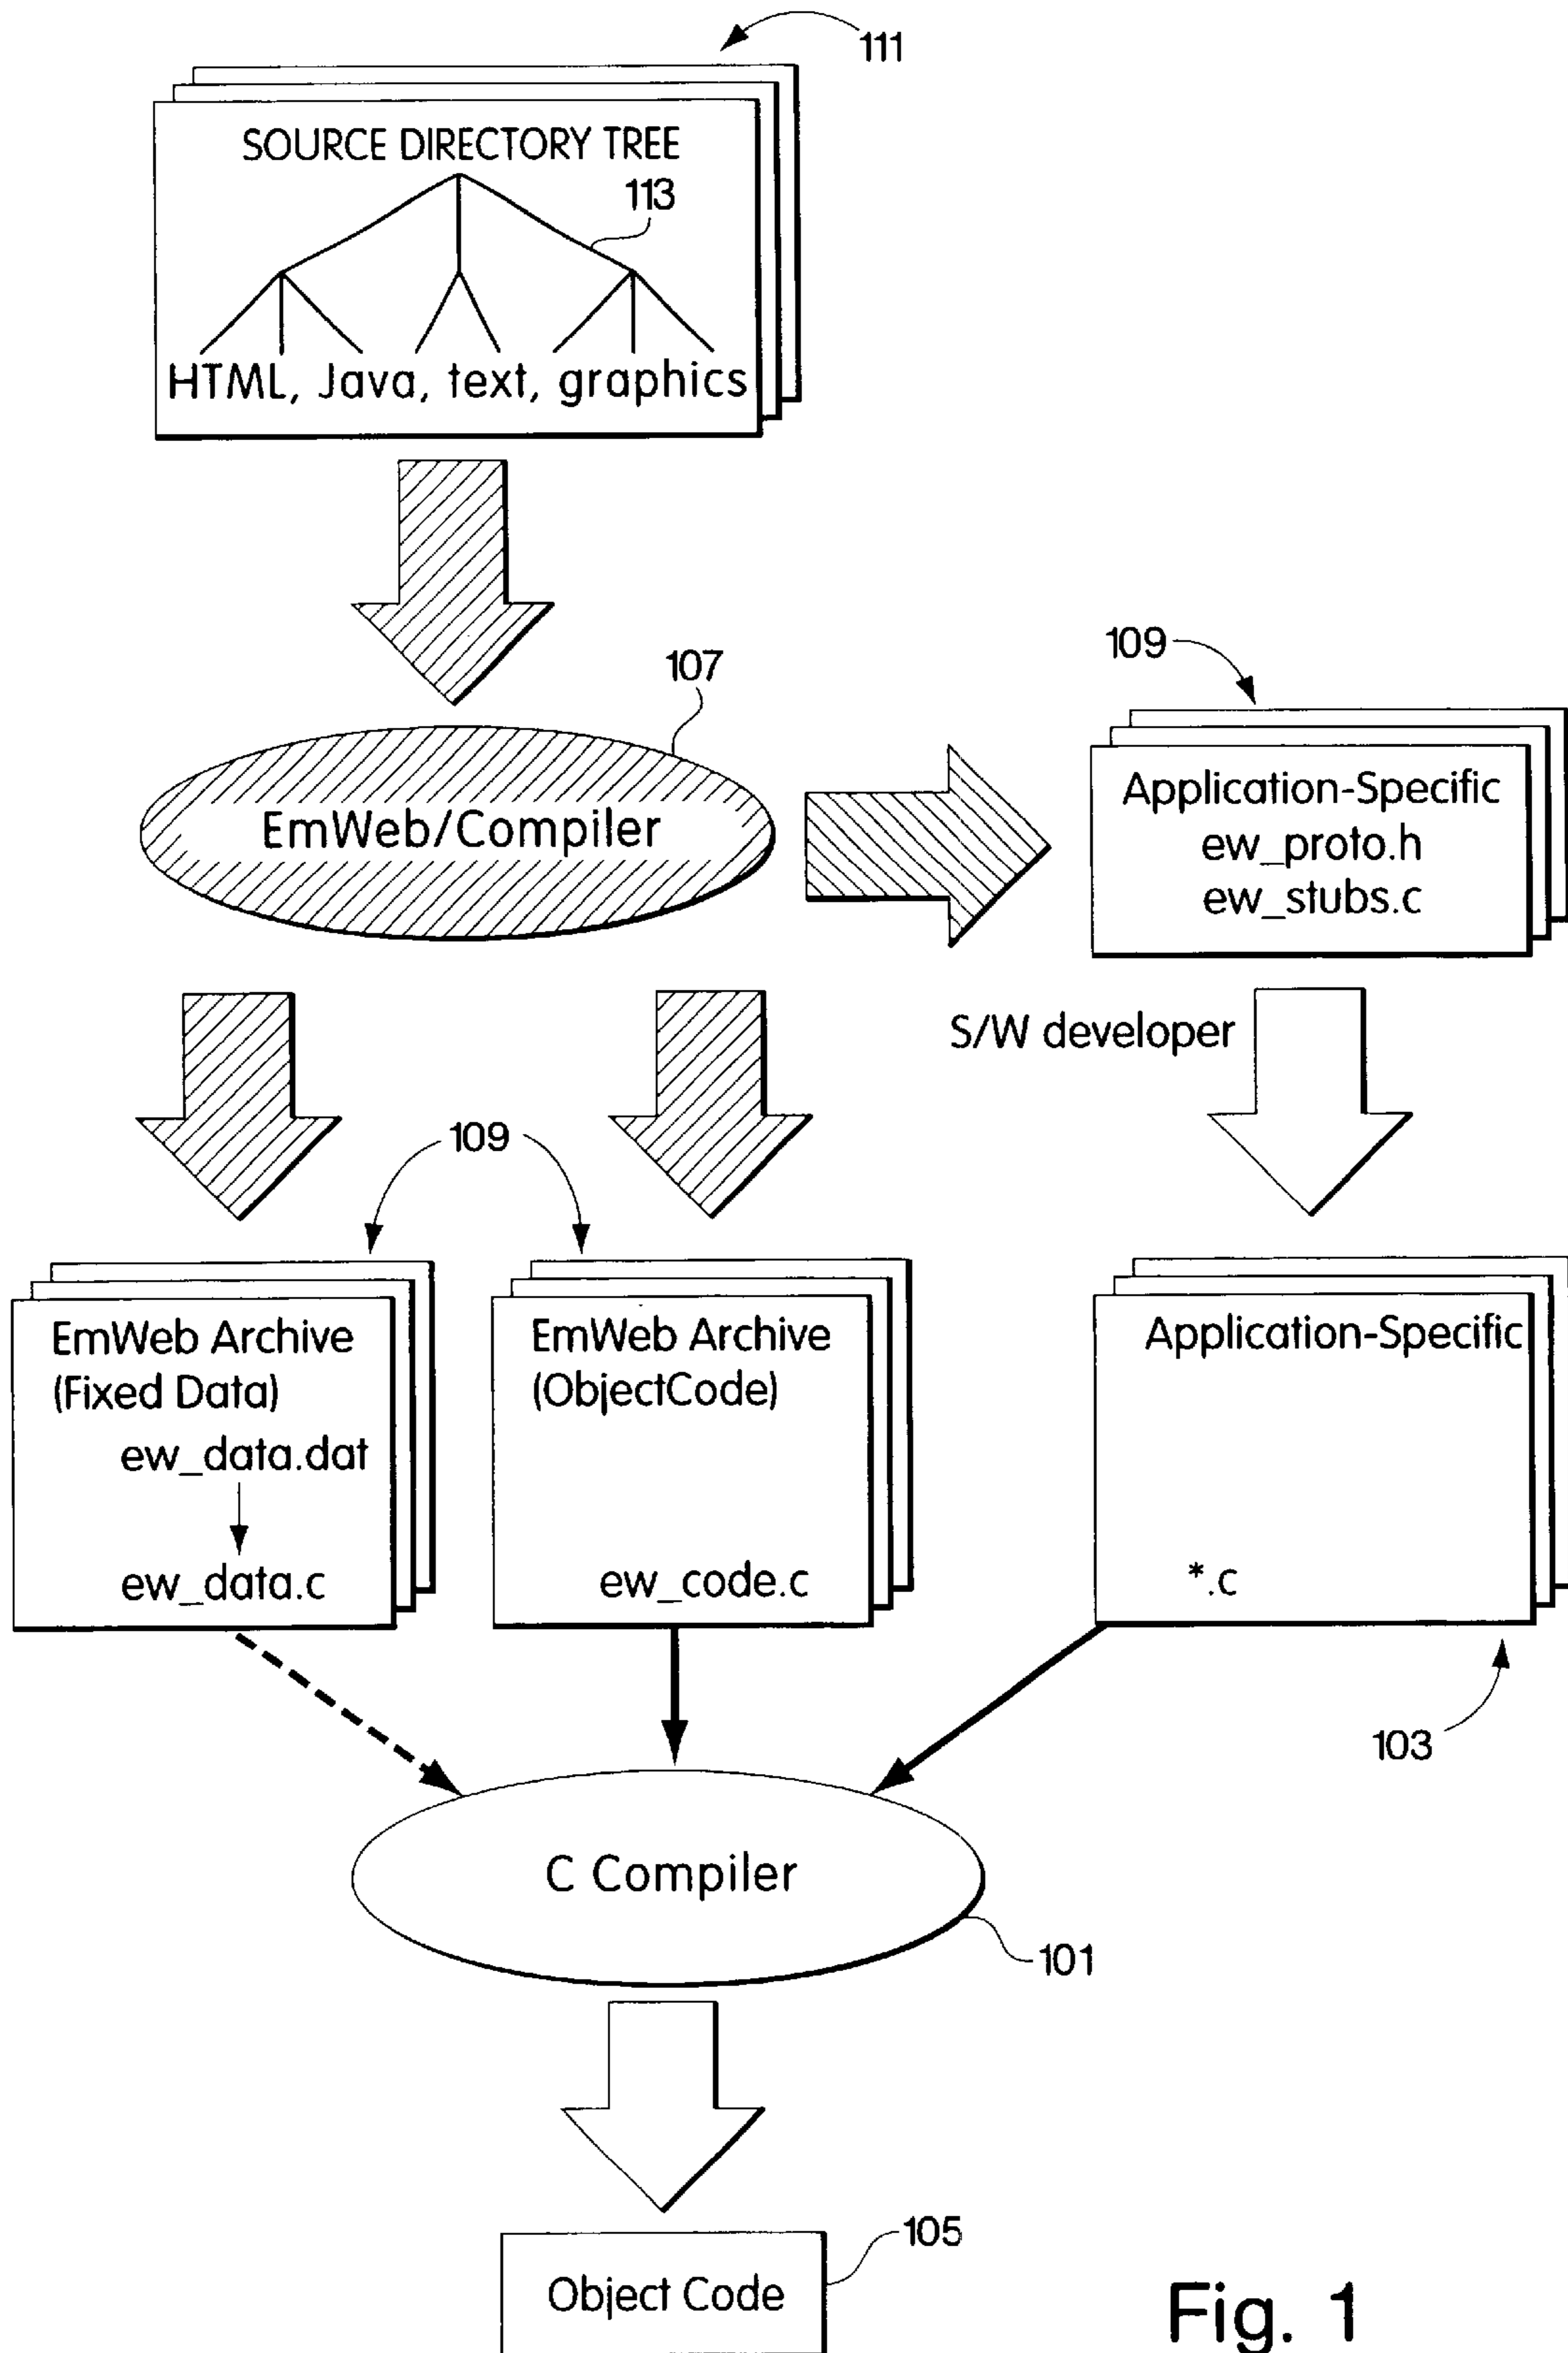 111
SOURCE DIRECTORY TREE
113
HTML, Java, text, graphics
107
109
EmWeb/Compiler
Application-Specific
ew_proto.h
ew_stubs.c
S/W developer
109
EmWeb Archive
(Fixed Data)
ew_data.dat
ew_data.c
EmWeb Archive
(ObjectCode)
ew_code.c
Application-Specific
*.c
103
C Compiler
101
105
Object Code
Fig. 1